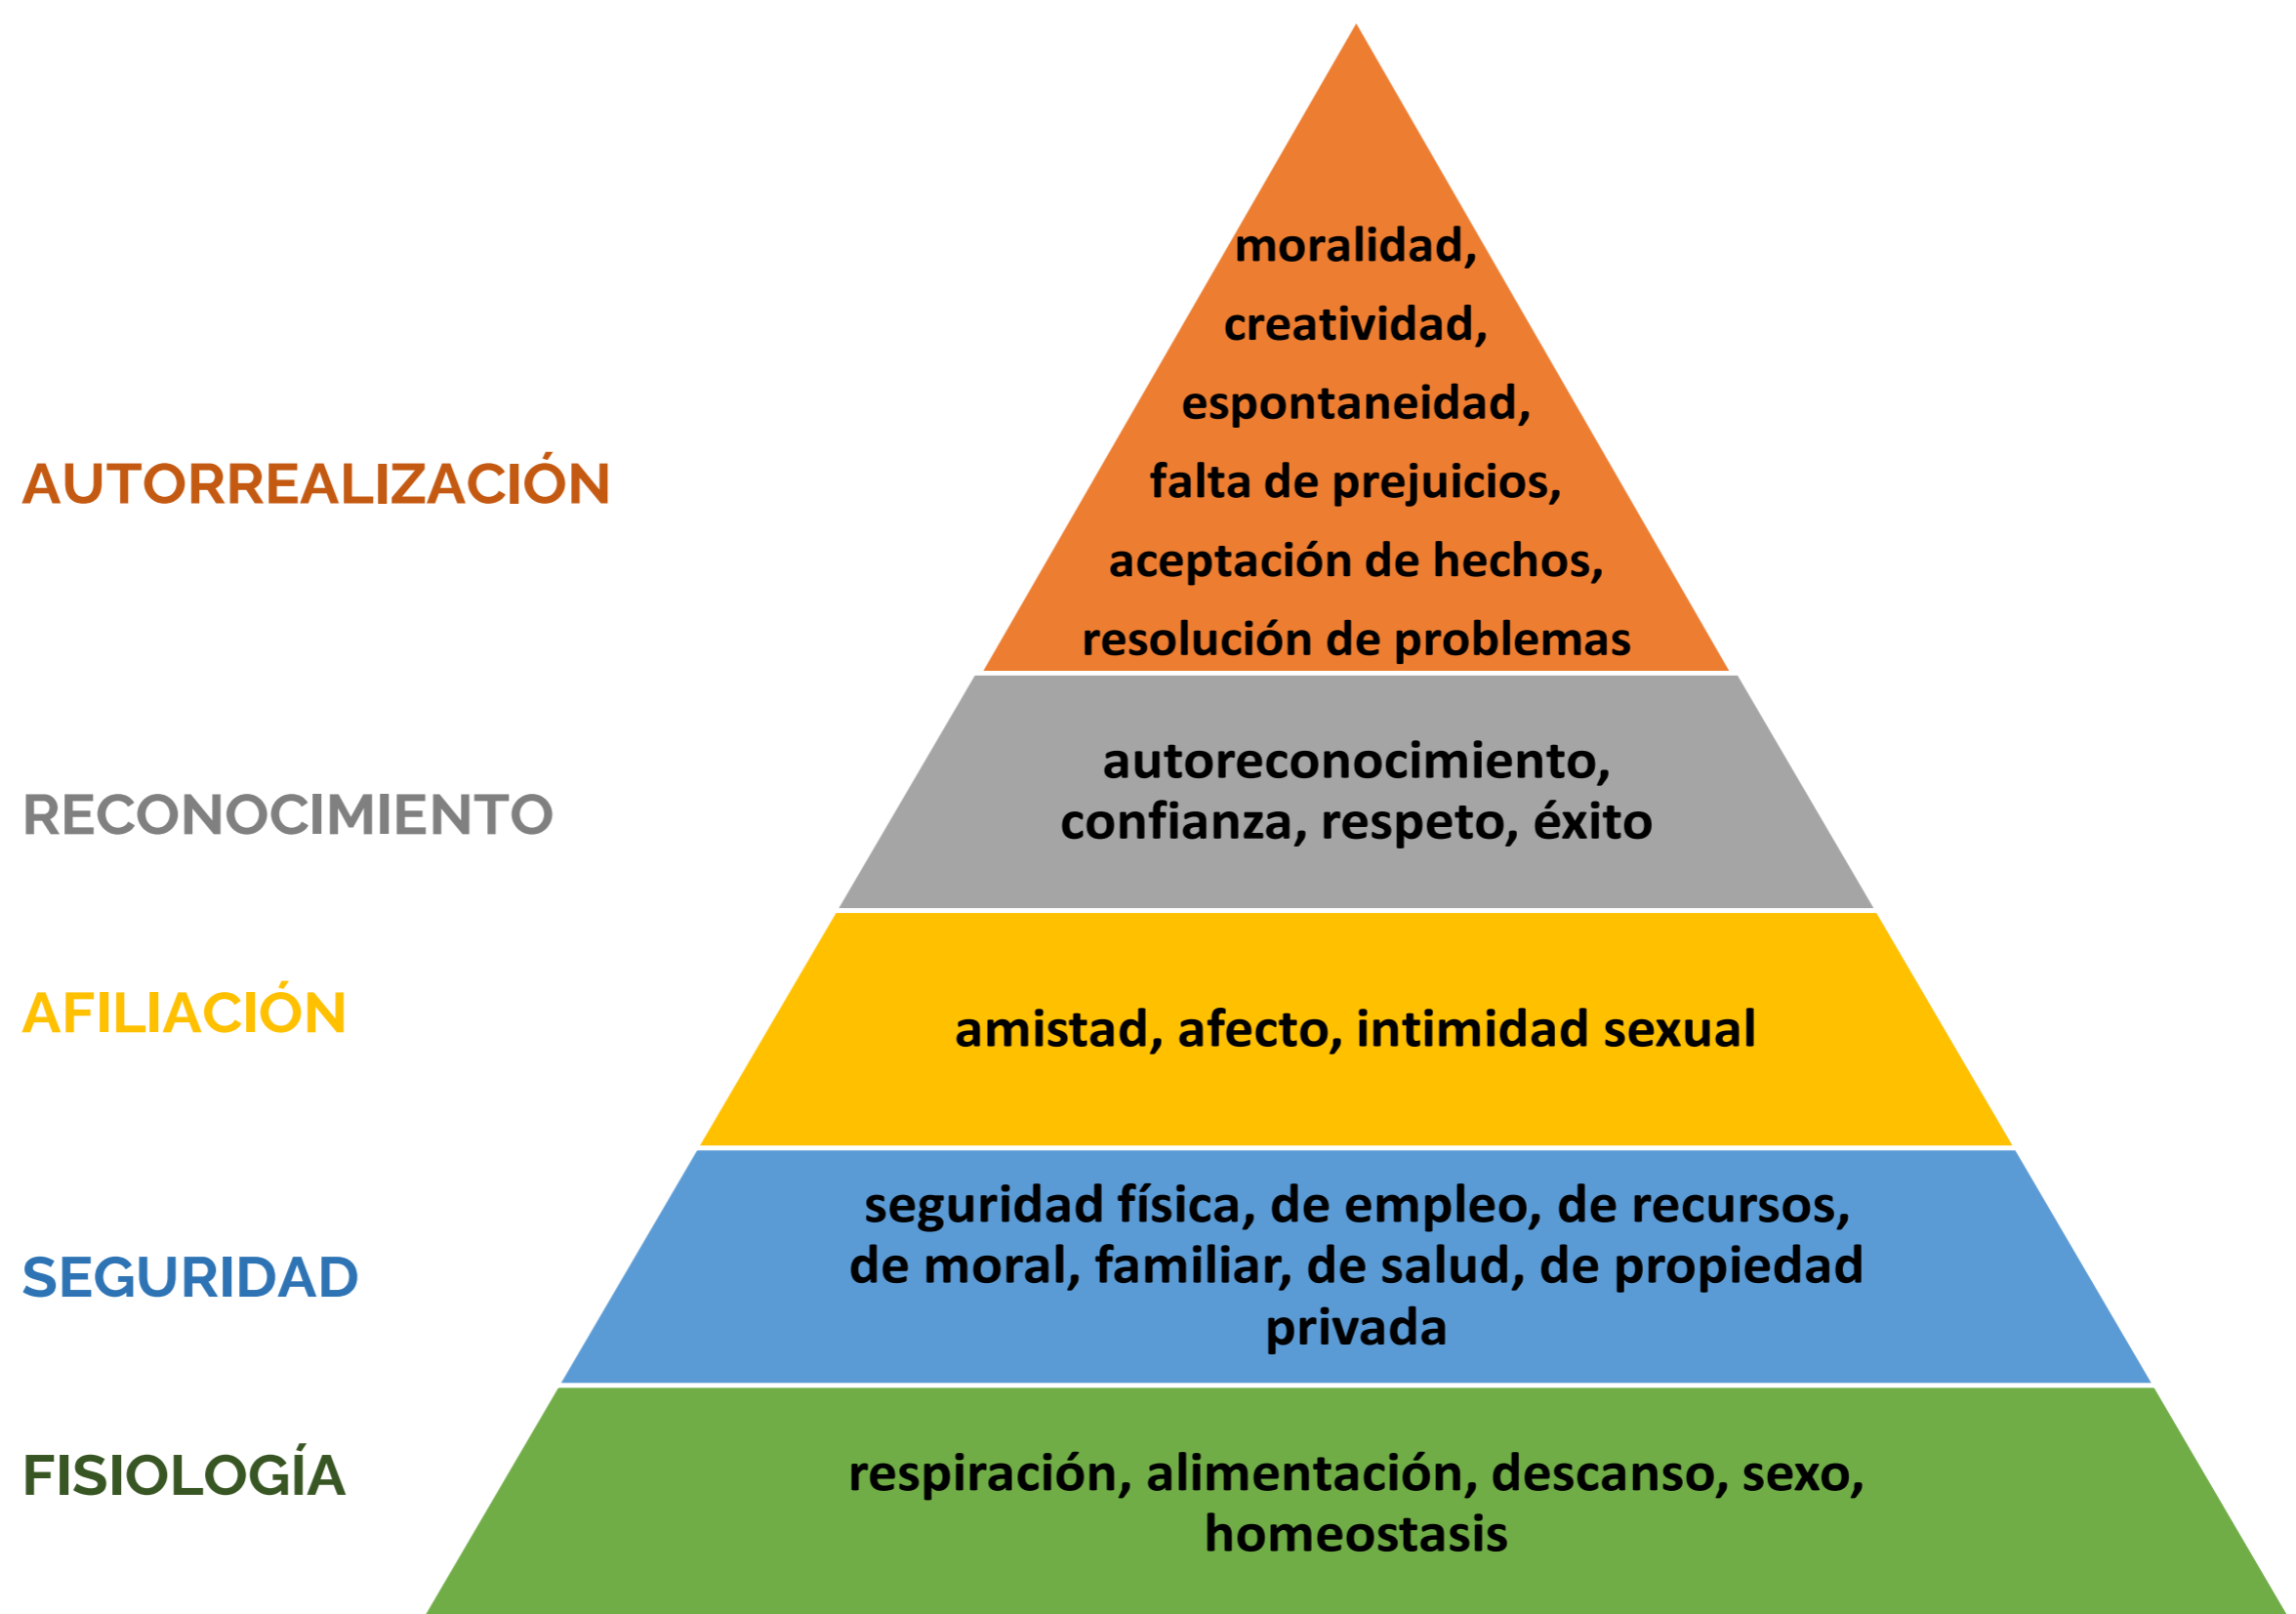 moralidad,
creatividad,
espontaneidad,
falta de prejuicios,
aceptación de hechos,
resolución de problemas
AUTORREALIZACIÓN
autoreconocimiento,
confianza, respeto, éxito
RECONOCIMIENTO
amistad, afecto, intimidad sexual
AFILIACIÓN
seguridad física, de empleo, de recursos,
de moral, familiar, de salud, de propiedad
privada
SEGURIDAD
respiración, alimentación, descanso, sexo,
homeostasis
FISIOLOGÍA